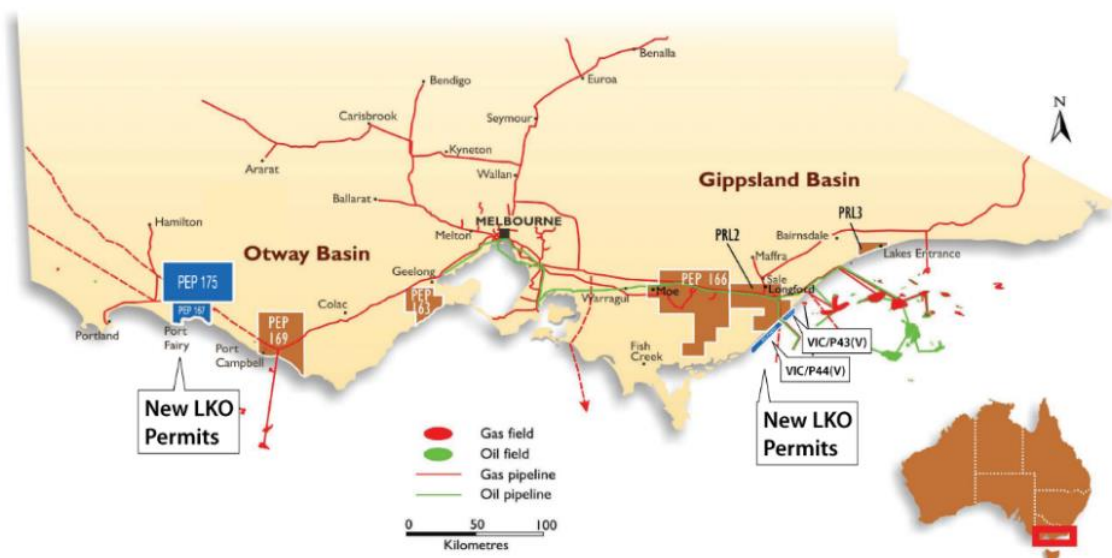 Benalla
Euroa
Bendigo
Carisbrook
Seymour
Kyneton
Ararat
Wallan
N
Gippsland Basin
Ballarat
PRL3
Hamilton
MELBOURNE
Melton
Bairnsdale
PRL2
Otway Basin
Maffra
Lakes Entrance
Geelong
PEP 175
PEP 166
Sale
Longford
Moe
Warragul
PEP
163
Colac
PEP 167
PEP
169
Portland
Port
Fairy
Port
Campbell
Fish
Creek
VIC/P43(V)
VIC/P44(V)
New LKO
Permits
New LKO
Permits
Gas field
Oil field
Gas pipeline
Oil pipeline
0 50 100
Kilometres